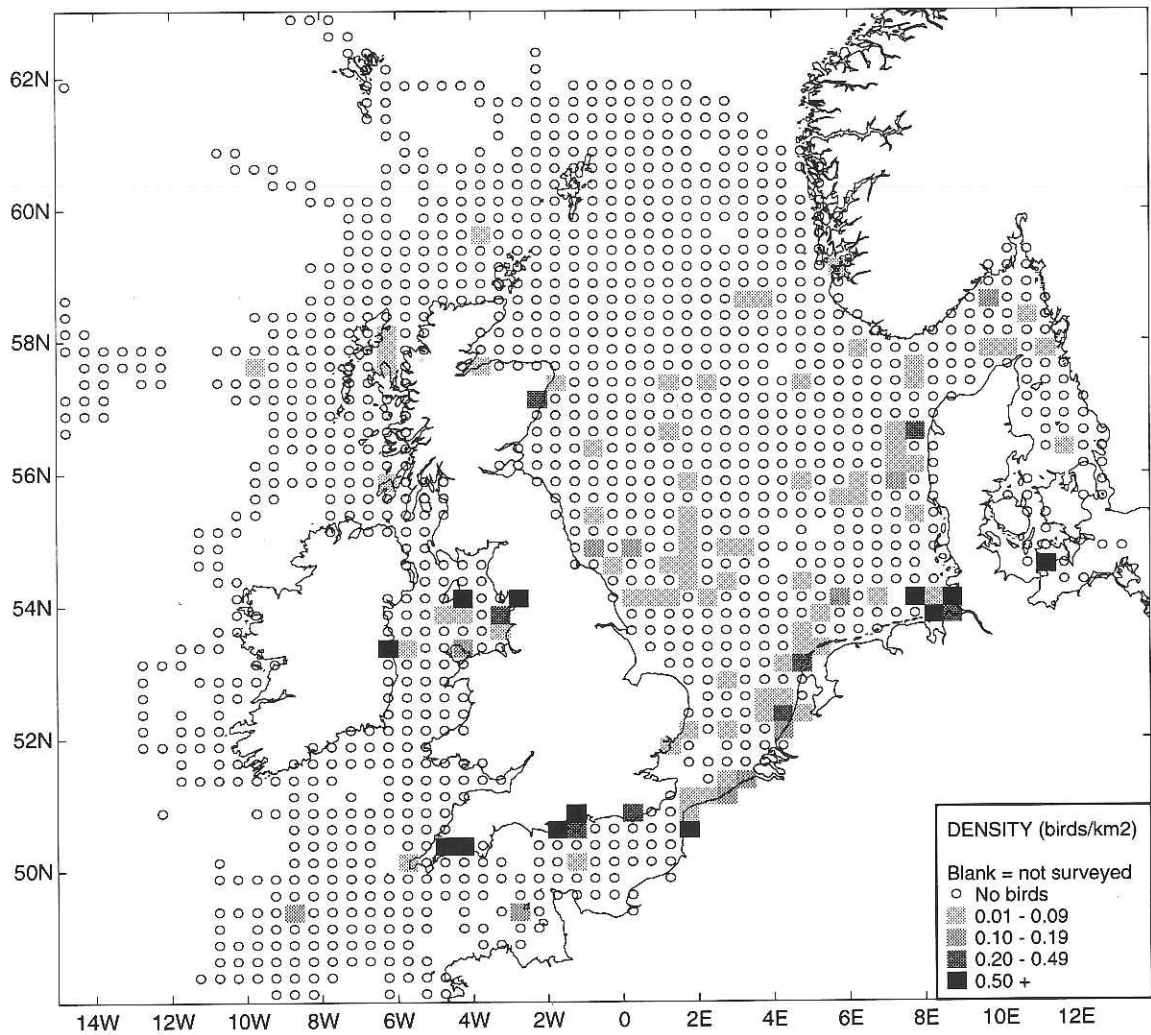 62N
60N
58N
56N
54N
52N
50N
DENSITY (birds/km2)
Blank = not surveyed
No birds
0.01 - 0.09
0.10 - 0.19
0.20 - 0.49
0.50 +
14W 12W 10W 8W 6W 4W 2W 0 2E 4E 6E 8E 10E 12E